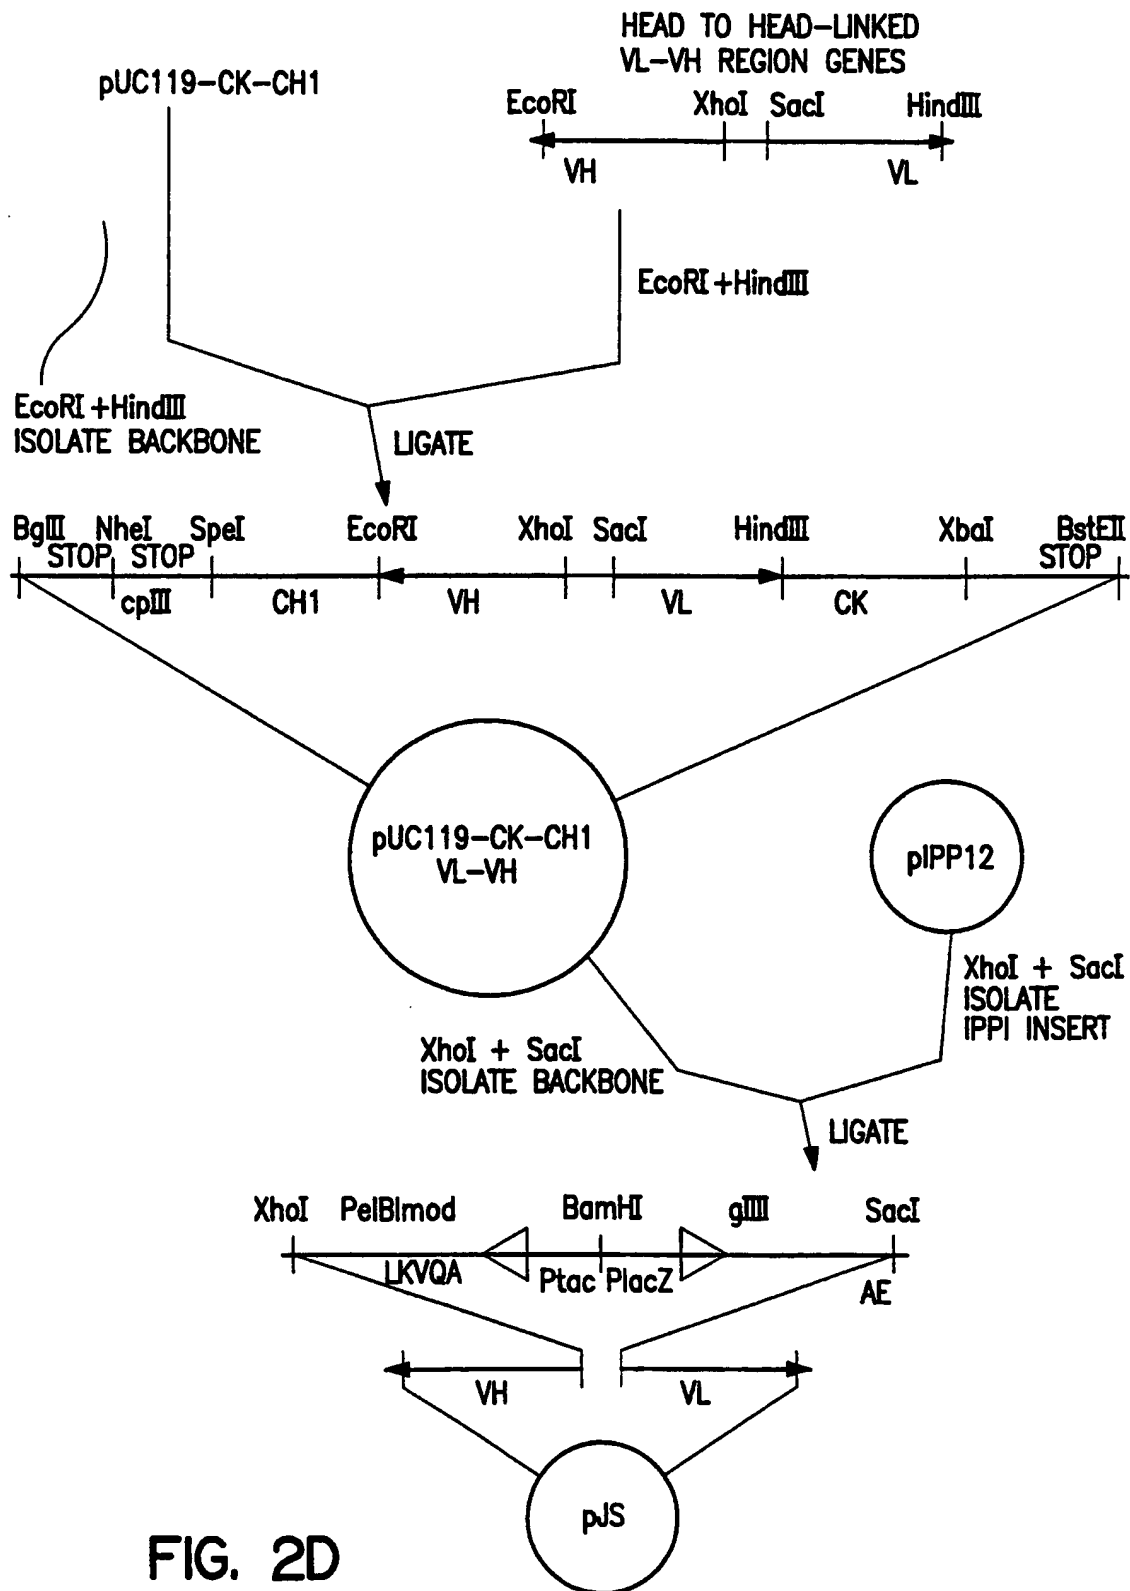 HEAD TO HEAD-LINKED
VL-VH REGION GENES
pUC119-CK-CH1
EcoRI XhoI SacI HindIII
VH VL
EcoRI+HindIII
EcoRI+HindIII
ISOLATE BACKBONE
LIGATE
BglII NheI SpeI EcoRI XhoI SacI HindIII XbaI BstEII
STOP STOP STOP
cpIII CH1 VH VL CK
pUC119-CK-CH1
VL-VH
pIPP12
XhoI + SacI
ISOLATE
IPPI INSERT
XhoI + SacI
ISOLATE BACKBONE
LIGATE
XhoI PelBlmod BamHI gIIII SacI
LKVQA Ptac PlacZ AE
VH VL
pJS
FIG. 2D